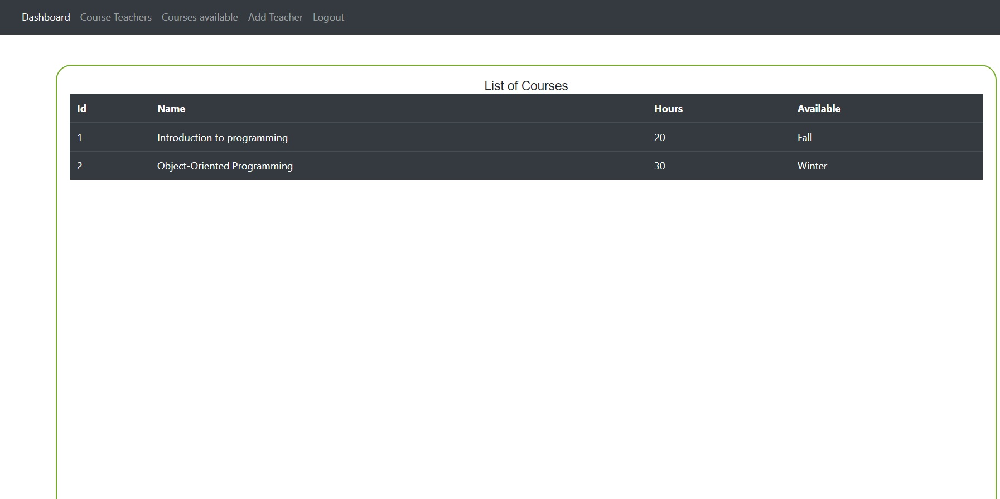 Dashboard Course Teachers Courses available Add Teacher Logout
List of Courses
Id Name Hours Available
1 Introduction to programming 20 Fall
2 Object-Oriented Programming 30 Winter